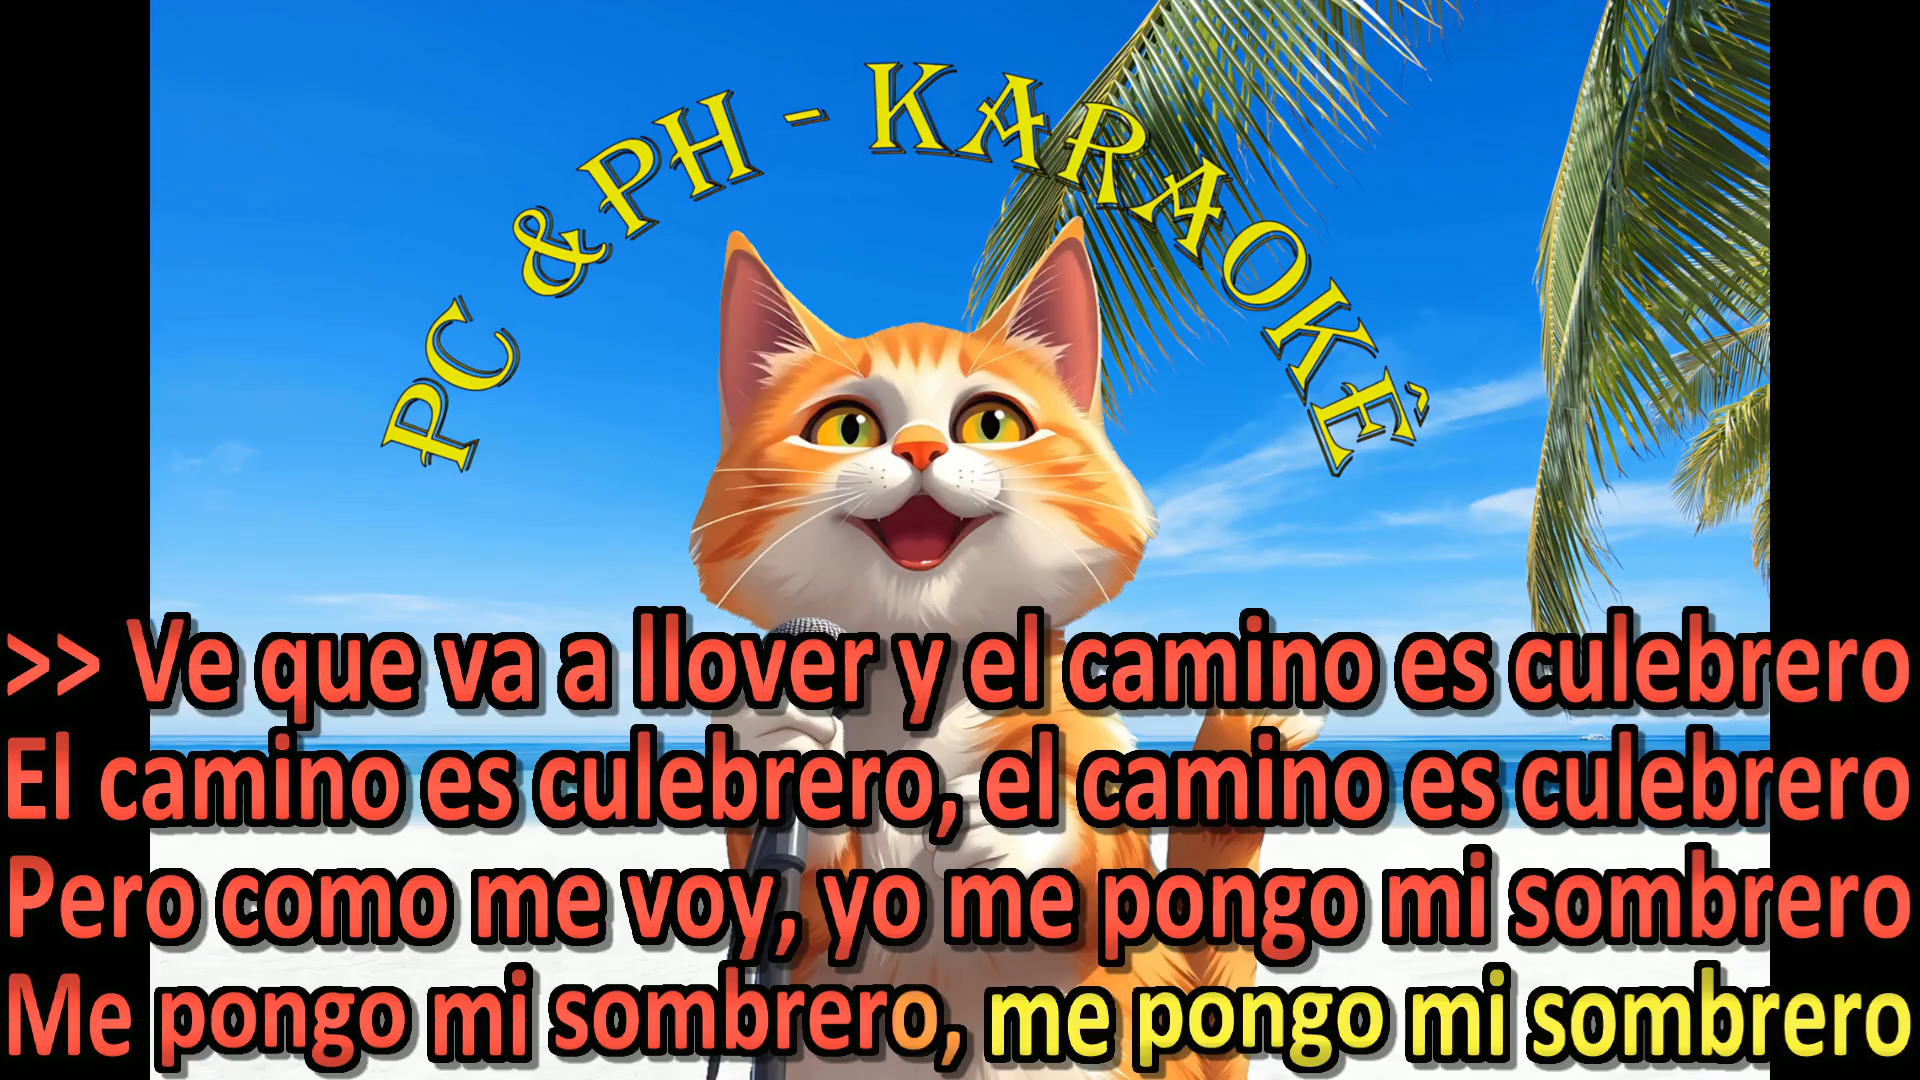 PC & PH - KARAOKÊ
>> Ve que va a llover y el camino es culebrero
El camino es culebrero, el camino es culebrero
Pero como me voy, yo me pongo mi sombrero
Me pongo mi sombrero, me pongo mi sombrero